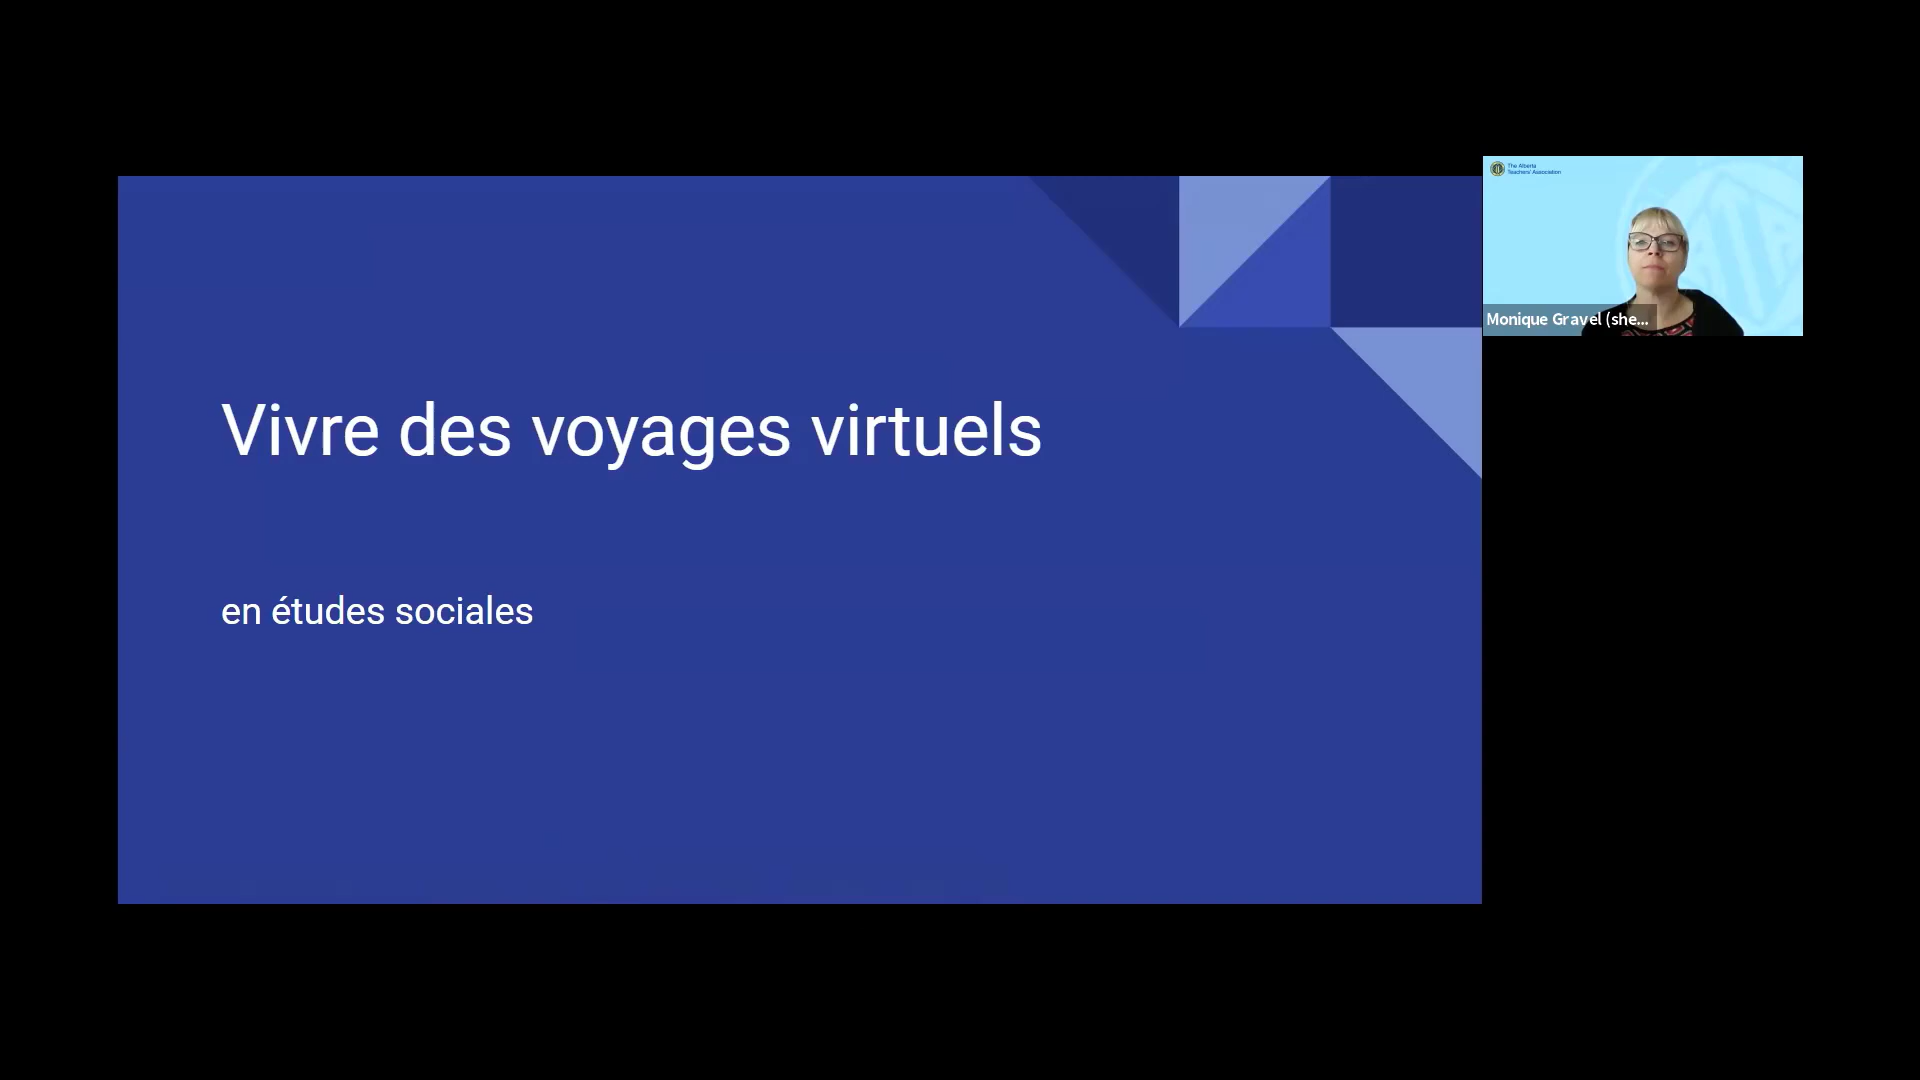 The Alberta
Teachers' Association
Vivre des voyages virtuels
Monique Gravel (she...
en études sociales